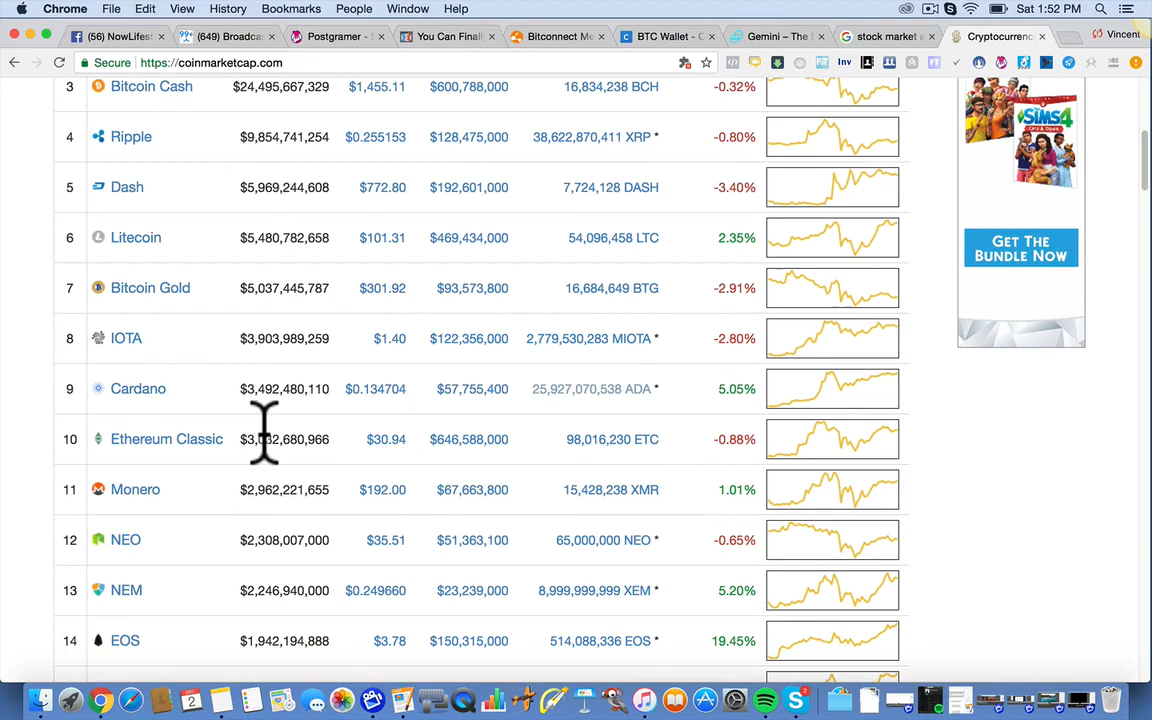 Chrome File Edit View History Bookmarks People Window Help Sat 1:52 PM
(56) NowLifest 99+ (649) Broadcas Postgramer - S You Can Finall Bitconnect Me BTC Wallet - C Gemini – The stock market a Cryptocurrenc Vincent
Secure https://coinmarketcap.com Inv
3 Bitcoin Cash $24,495,667,329 $1,455.11 $600,788,000 16,834,238 BCH -0.32%
4 Ripple $9,854,741,254 $0.255153 $128,475,000 38,622,870,411 XRP * -0.80%
5 Dash $5,969,244,608 $772.80 $192,601,000 7,724,128 DASH -3.40%
6 Litecoin $5,480,782,658 $101.31 $469,434,000 54,096,458 LTC 2.35%
7 Bitcoin Gold $5,037,445,787 $301.92 $93,573,800 16,684,649 BTG -2.91%
8 IOTA $3,903,989,259 $1.40 $122,356,000 2,779,530,283 MIOTA * -2.80%
9 Cardano $3,492,480,110 $0.134704 $57,755,400 25,927,070,538 ADA * 5.05%
10 Ethereum Classic $30.94 $646,588,000 98,016,230 ETC -0.88%
11 Monero $2,962,221,655 $192.00 $67,663,800 15,428,238 XMR 1.01%
12 NEO $2,308,007,000 $35.51 $51,363,100 65,000,000 NEO * -0.65%
13 NEM $2,246,940,000 $0.249660 $23,239,000 8,999,999,999 XEM * 5.20%
14 EOS $1,942,194,888 $3.78 $150,315,000 514,088,336 EOS * 19.45%
THE SIMS 4
GET THE
BUNDLE NOW
DEC
2
2